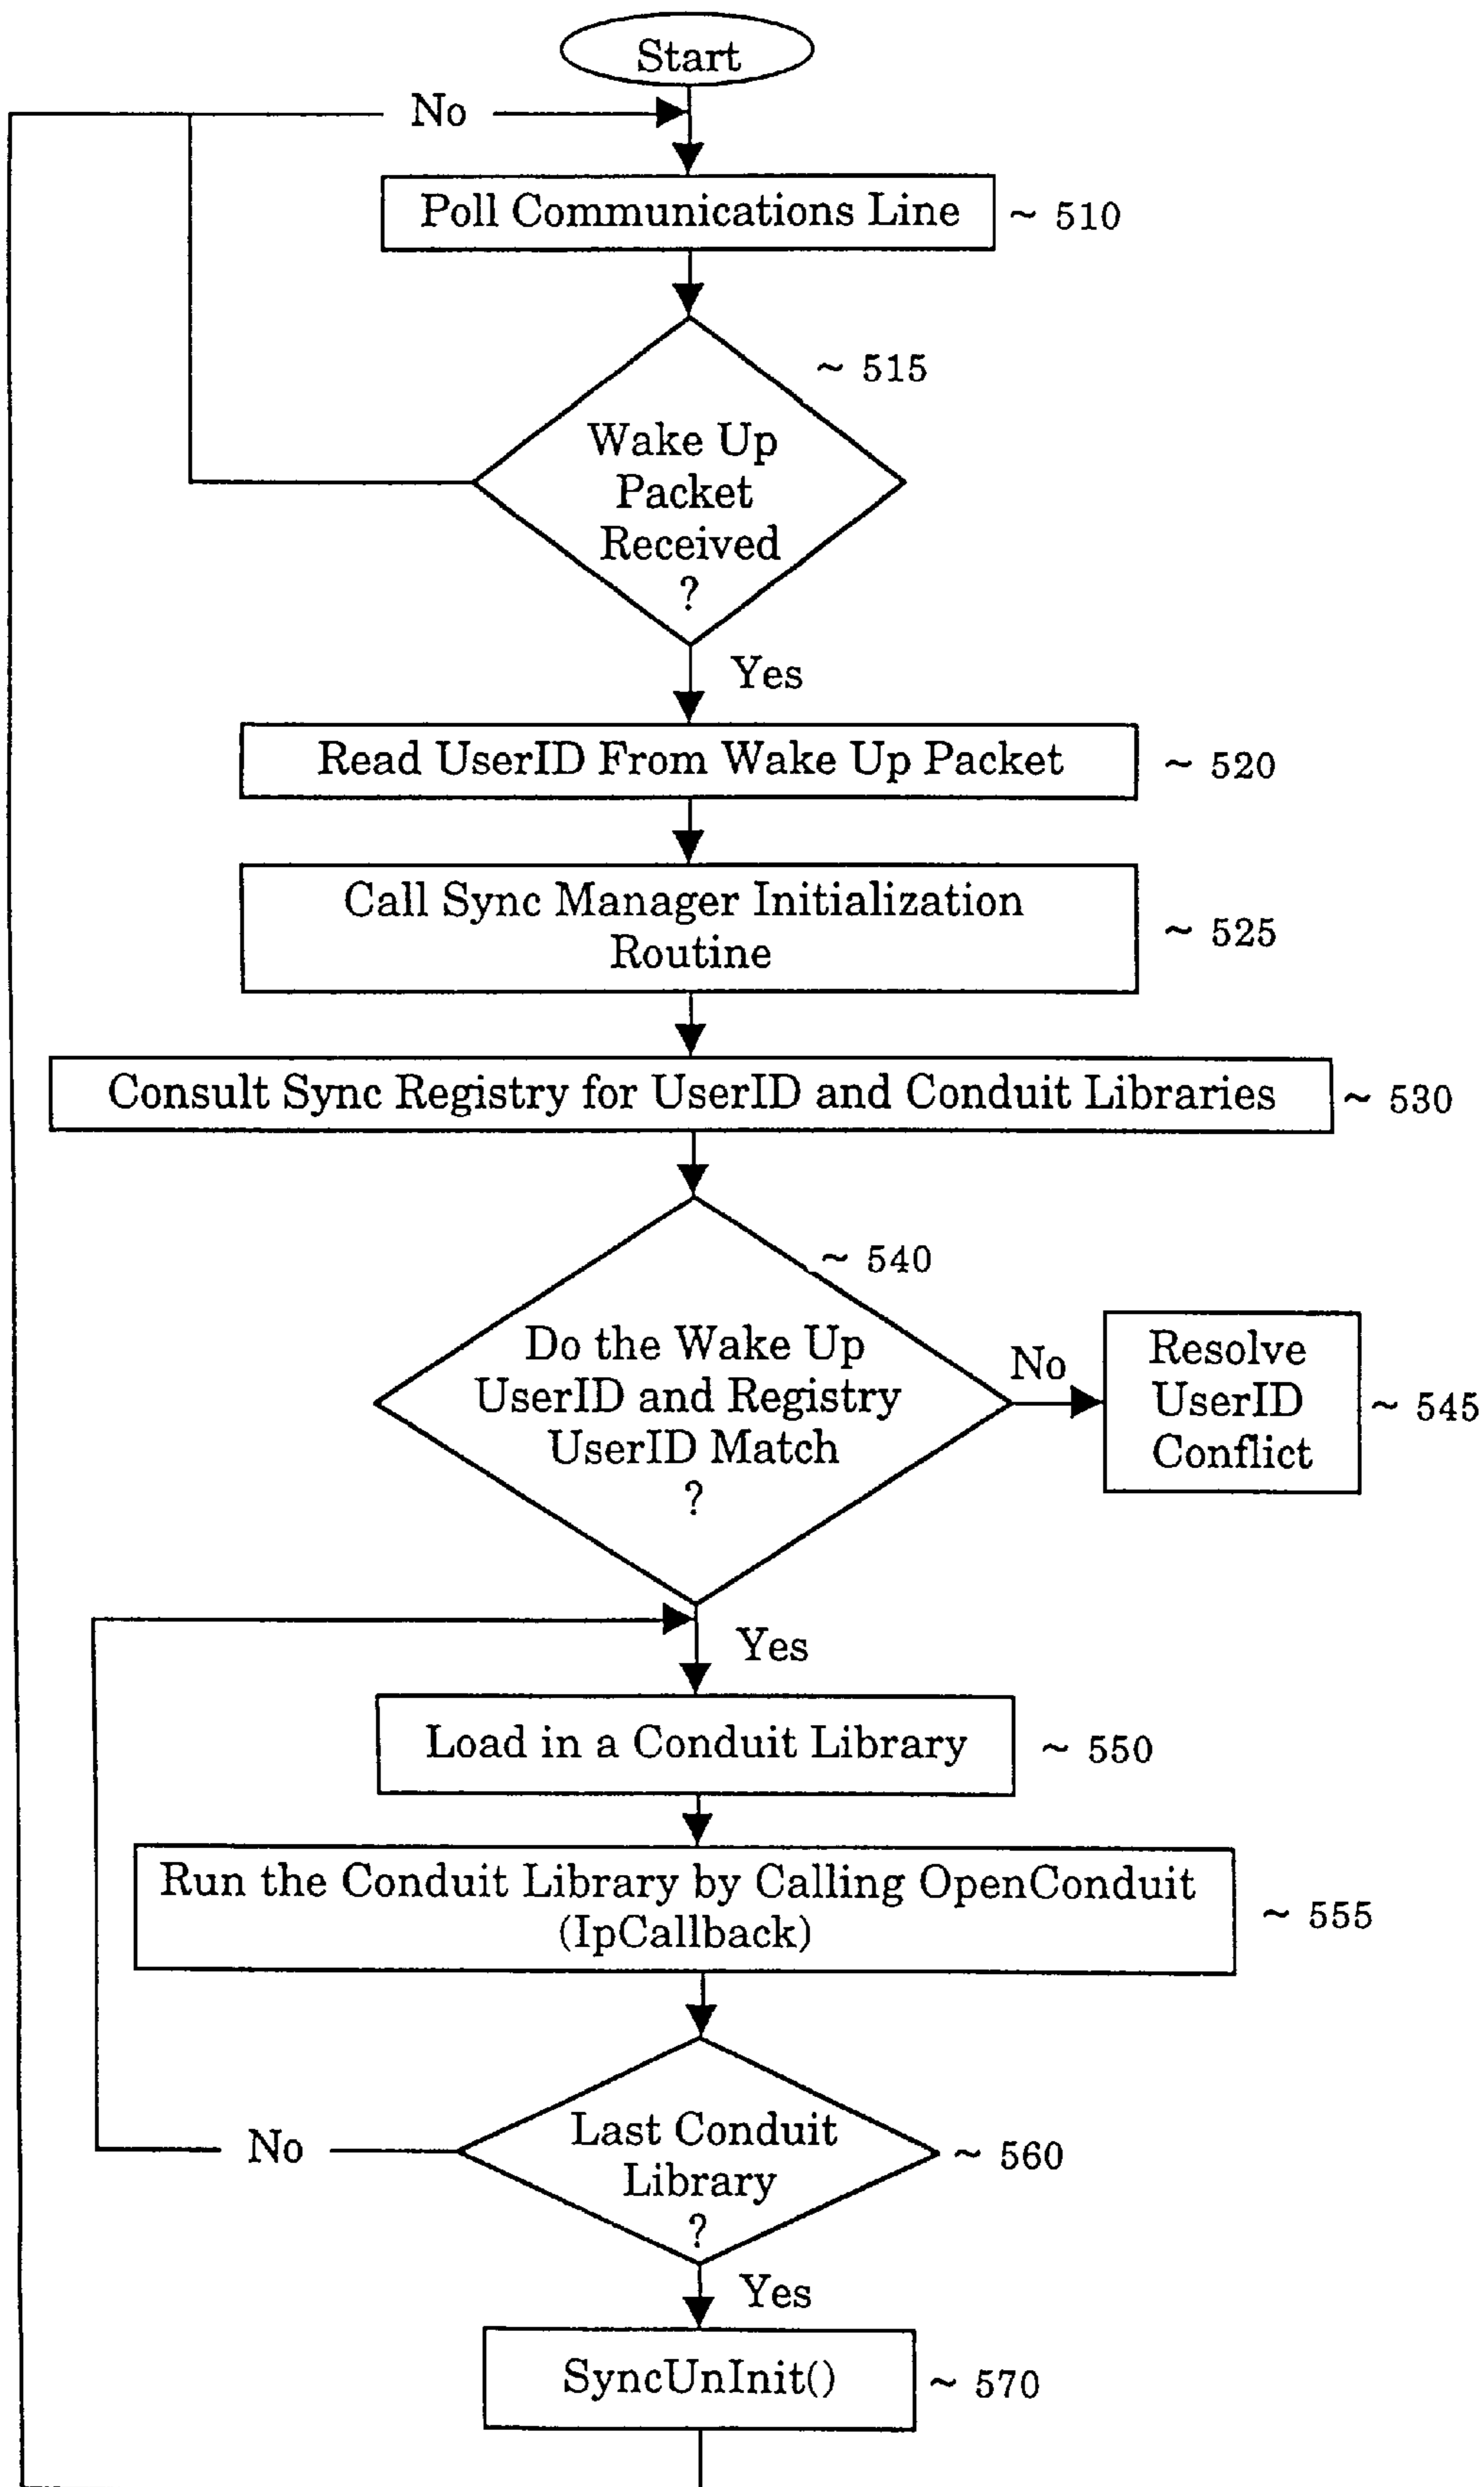 Start
No
Poll Communications Line
~ 510
~ 515
Wake Up
Packet
Received
?
Yes
Read UserID From Wake Up Packet
~ 520
Call Sync Manager Initialization
Routine
~ 525
Consult Sync Registry for UserID and Conduit Libraries
~ 530
~ 540
Do the Wake Up
UserID and Registry
UserID Match
?
No
Resolve
UserID
Conflict
~ 545
Yes
Load in a Conduit Library
~ 550
Run the Conduit Library by Calling OpenConduit
(IpCallback)
~ 555
Last Conduit
Library
?
~ 560
No
Yes
SyncUnInit()
~ 570